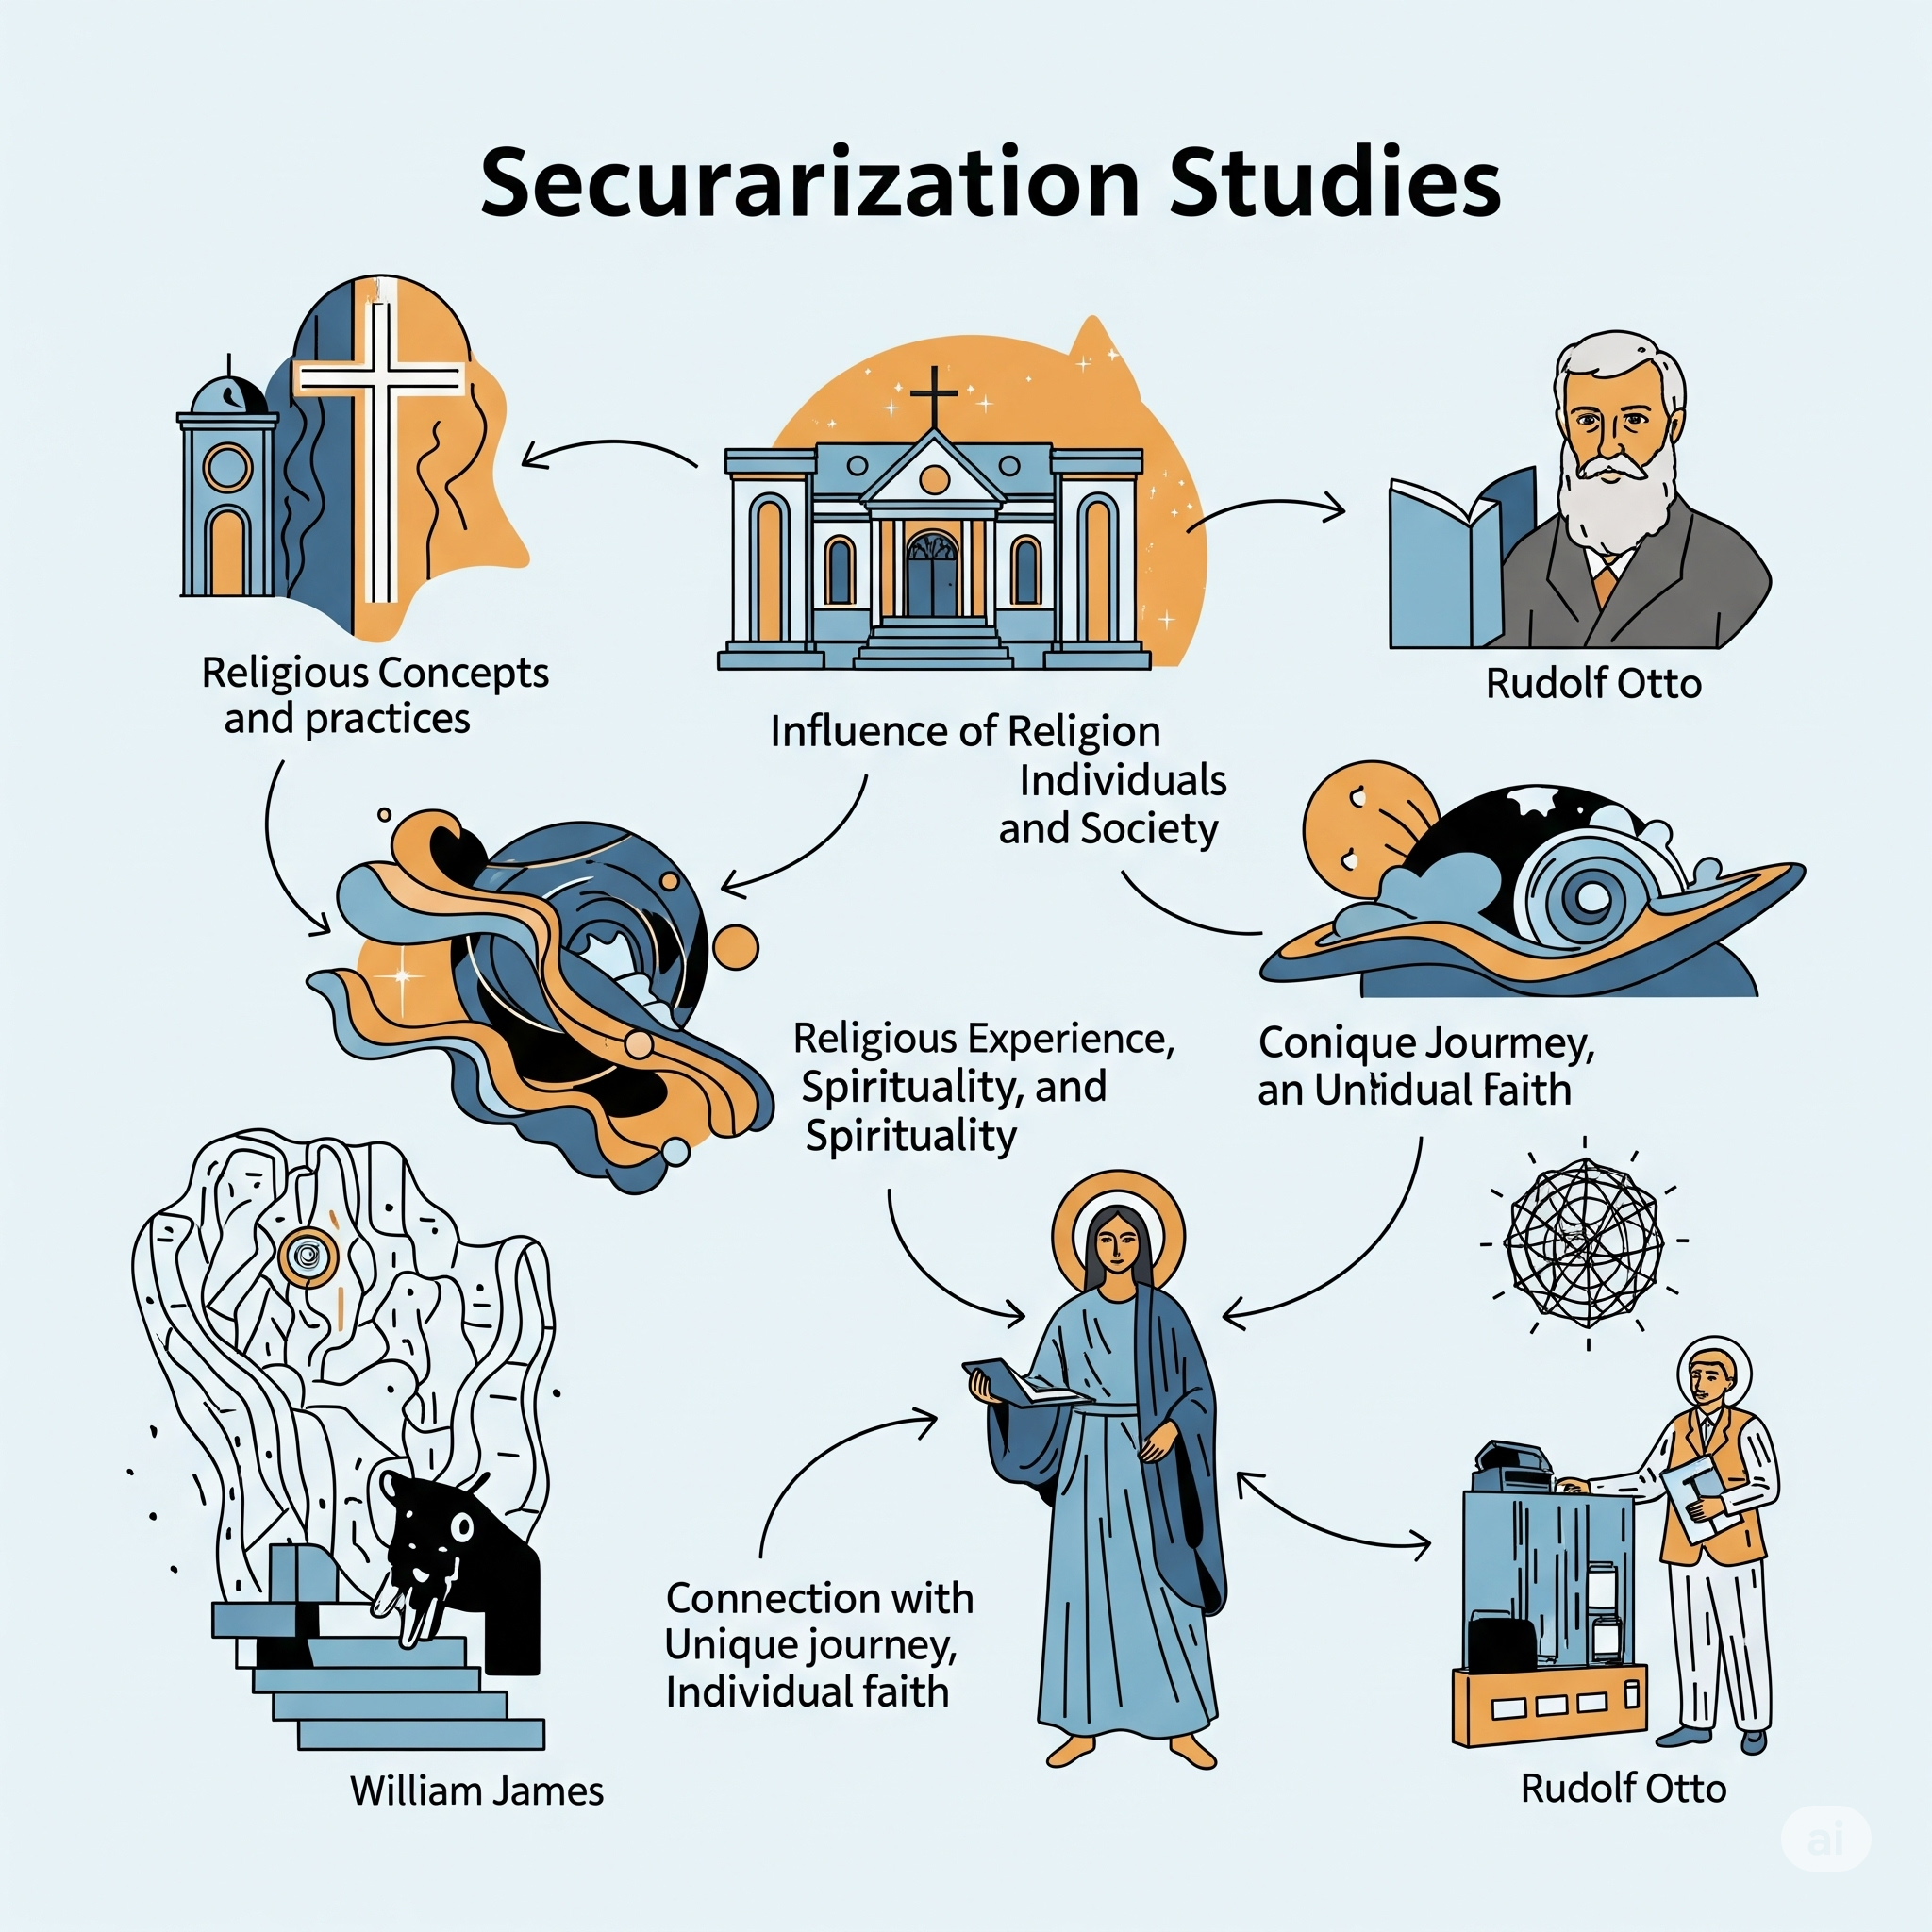 Securarization Studies
Religious Concepts
and practices
Influence of Religion
Individuals
and Society
Rudolf Otto
Religious Experience,
Spirituality, and
Spirituality
Conique Jourmey,
an Untidual Faith
Connection with
Unique journey,
Individual faith
William James
Rudolf Otto
ai